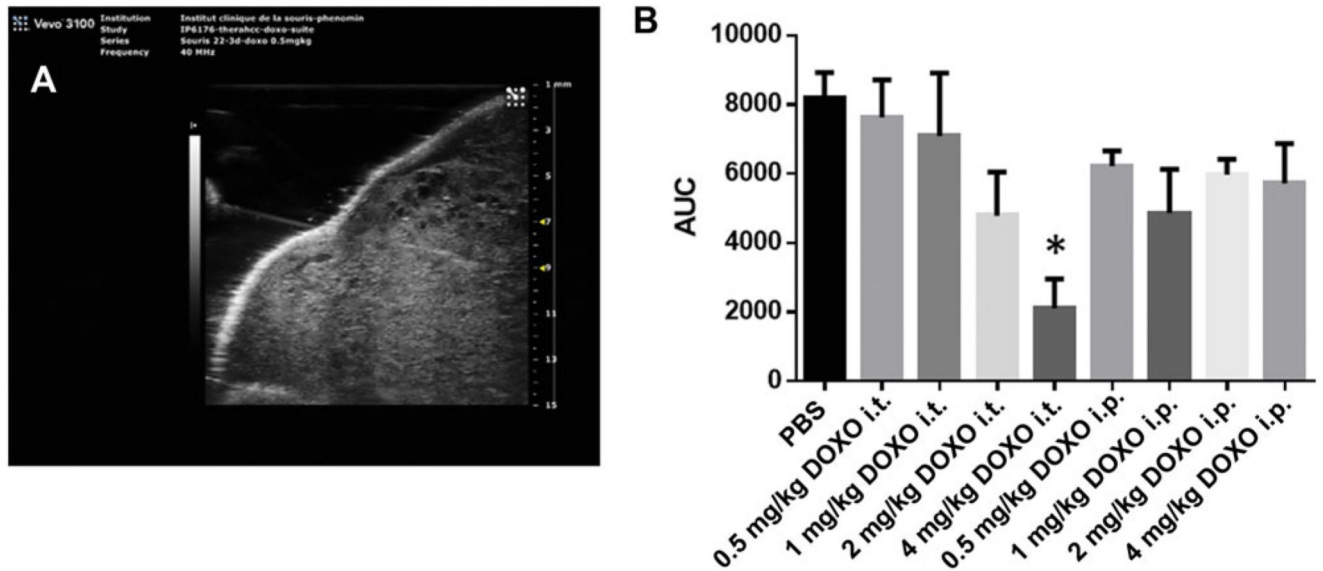 A
Vevo 3100
Institution Institut clinique de la souris-phenomin
Study IP6176-therahcc-doxo-suite
Series Souris 22-3d-doxo 0.5mgkg
Frequency 40 MHz
1 mm
3
5
7
9
11
13
15
B
AUC
10000
8000
6000
4000
2000
0
*
PBS
0.5 mg/kg DOXO i.t.
1 mg/kg DOXO i.t.
2 mg/kg DOXO i.t.
4 mg/kg DOXO i.t.
0.5 mg/kg DOXO i.p.
1 mg/kg DOXO i.p.
2 mg/kg DOXO i.p.
4 mg/kg DOXO i.p.